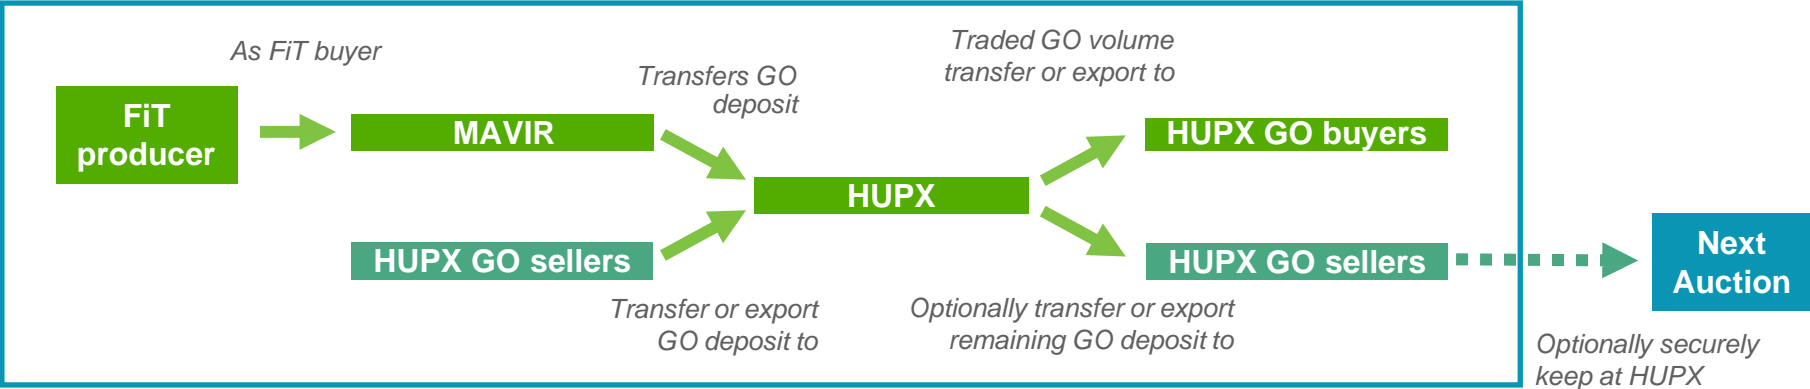 As FiT buyer
FiT
producer
MAVIR
Transfers GO
deposit
HUPX GO sellers
Transfer or export
GO deposit to
HUPX
Traded GO volume
transfer or export to
HUPX GO buyers
HUPX GO sellers
Optionally transfer or export
remaining GO deposit to
Next
Auction
Optionally securely
keep at HUPX